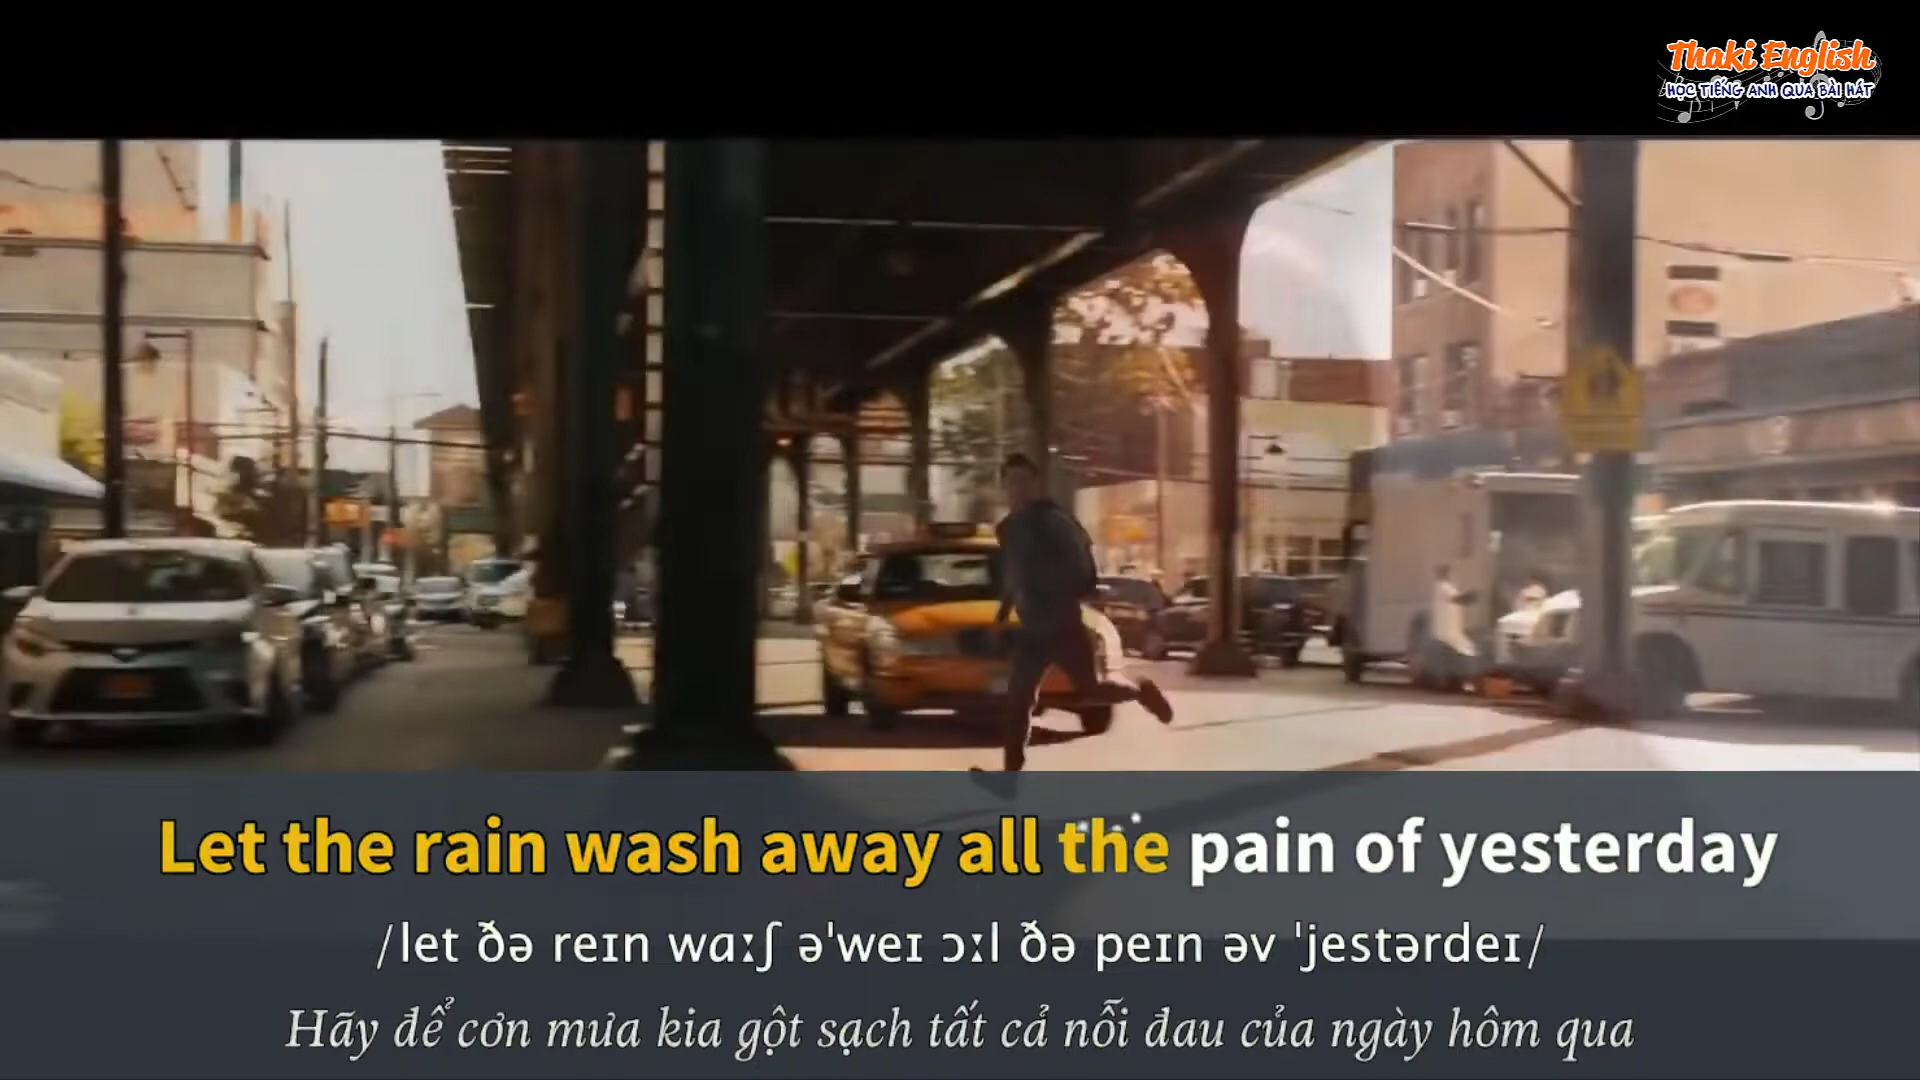 Thaki English
HỌC TIẾNG ANH QUA BÀI HÁT
Let the rain wash away all the pain of yesterday
/let ðə reɪn wɑːʃ ə'weɪ ɔːl ðə peɪn əv 'jestərdeɪ/
Hãy để cơn mưa kia gột sạch tất cả nỗi đau của ngày hôm qua